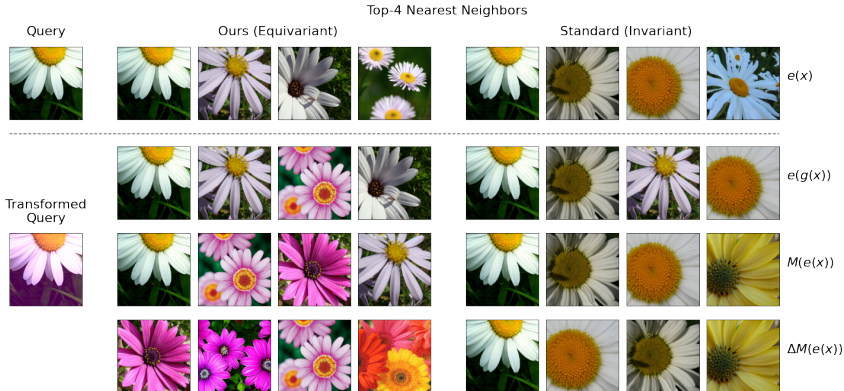 Top-4 Nearest Neighbors
Query
Ours (Equivariant)
Standard (Invariant)
e(x)
e(g(x))
Transformed
Query
M(e(x))
ΔM(e(x))